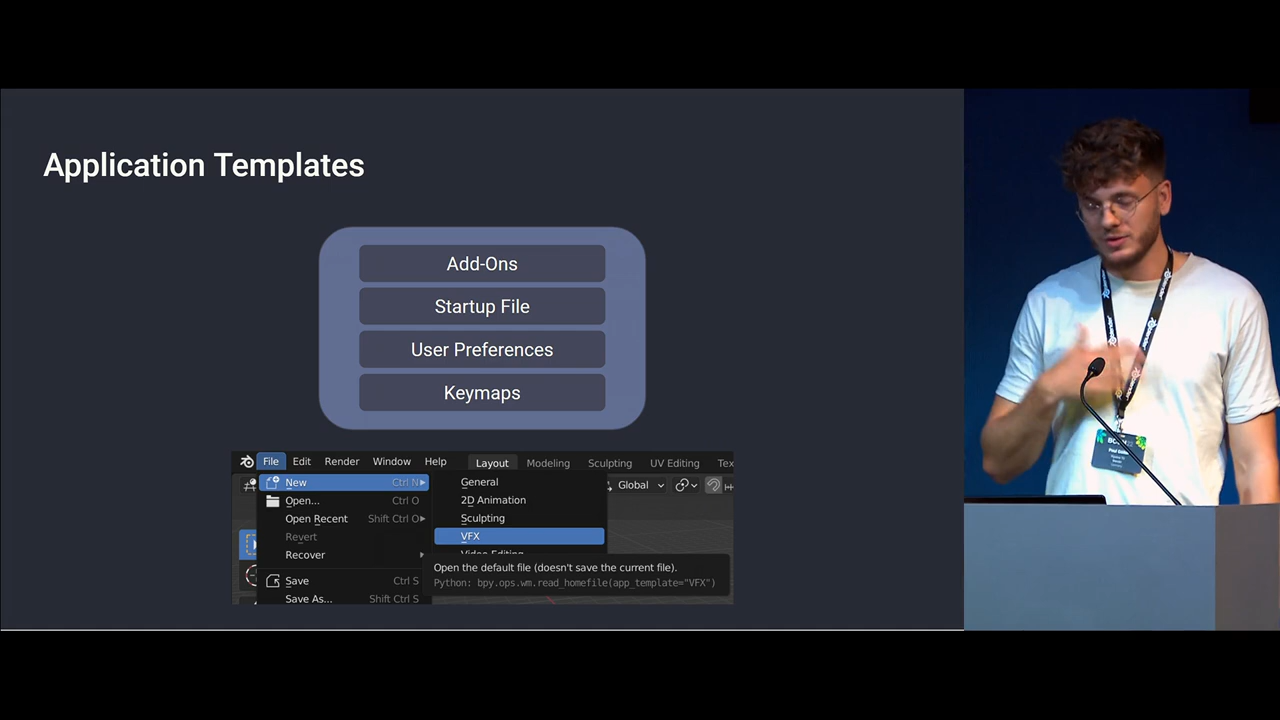 Application Templates
Add-Ons
Startup File
User Preferences
Keymaps
File Edit Render Window Help Layout Modeling Sculpting UV Editing Tex
New Ctrl N
General
Global
Open... Ctrl O
2D Animation
Open Recent Shift Ctrl O
Sculpting
Revert
VFX
Recover
Video Editing
Open the default file (doesn't save the current file).
Python: bpy.ops.wm.read_homefile(app_template="VFX")
Save Ctrl S
Save As... Shift Ctrl S